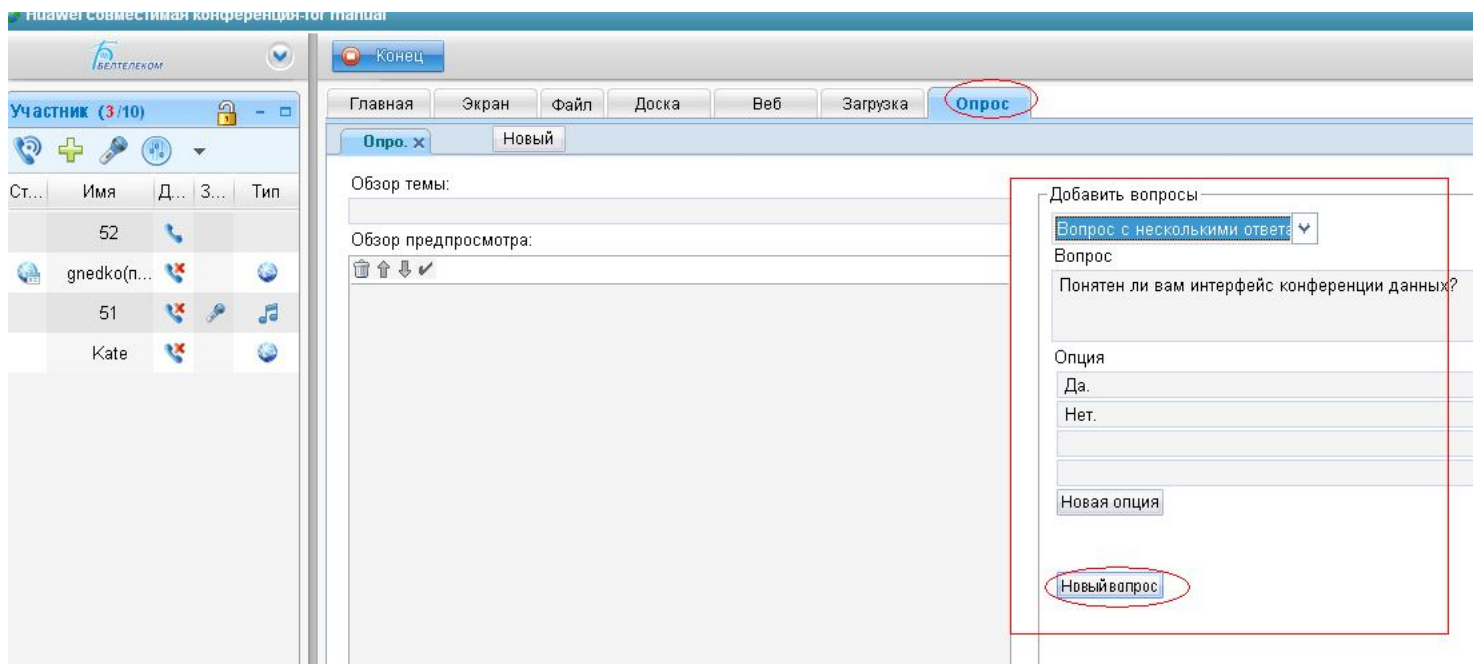 Huawei совместимая конференция-for manual
БЕЛТЕЛЕКОМ
Конец
Участник (3/10)
Главная Экран Файл Доска Веб Загрузка Опрос
Опро. Новый
Ст... Имя Д... З... Тип
52
gnedko(п...
51
Kate
Обзор темы:
Обзор предпросмотра:
Добавить вопросы
Вопрос с несколькими ответа
Вопрос
Понятен ли вам интерфейс конференции данных?
Опция
Да.
Нет.
Новая опция
Новый вопрос